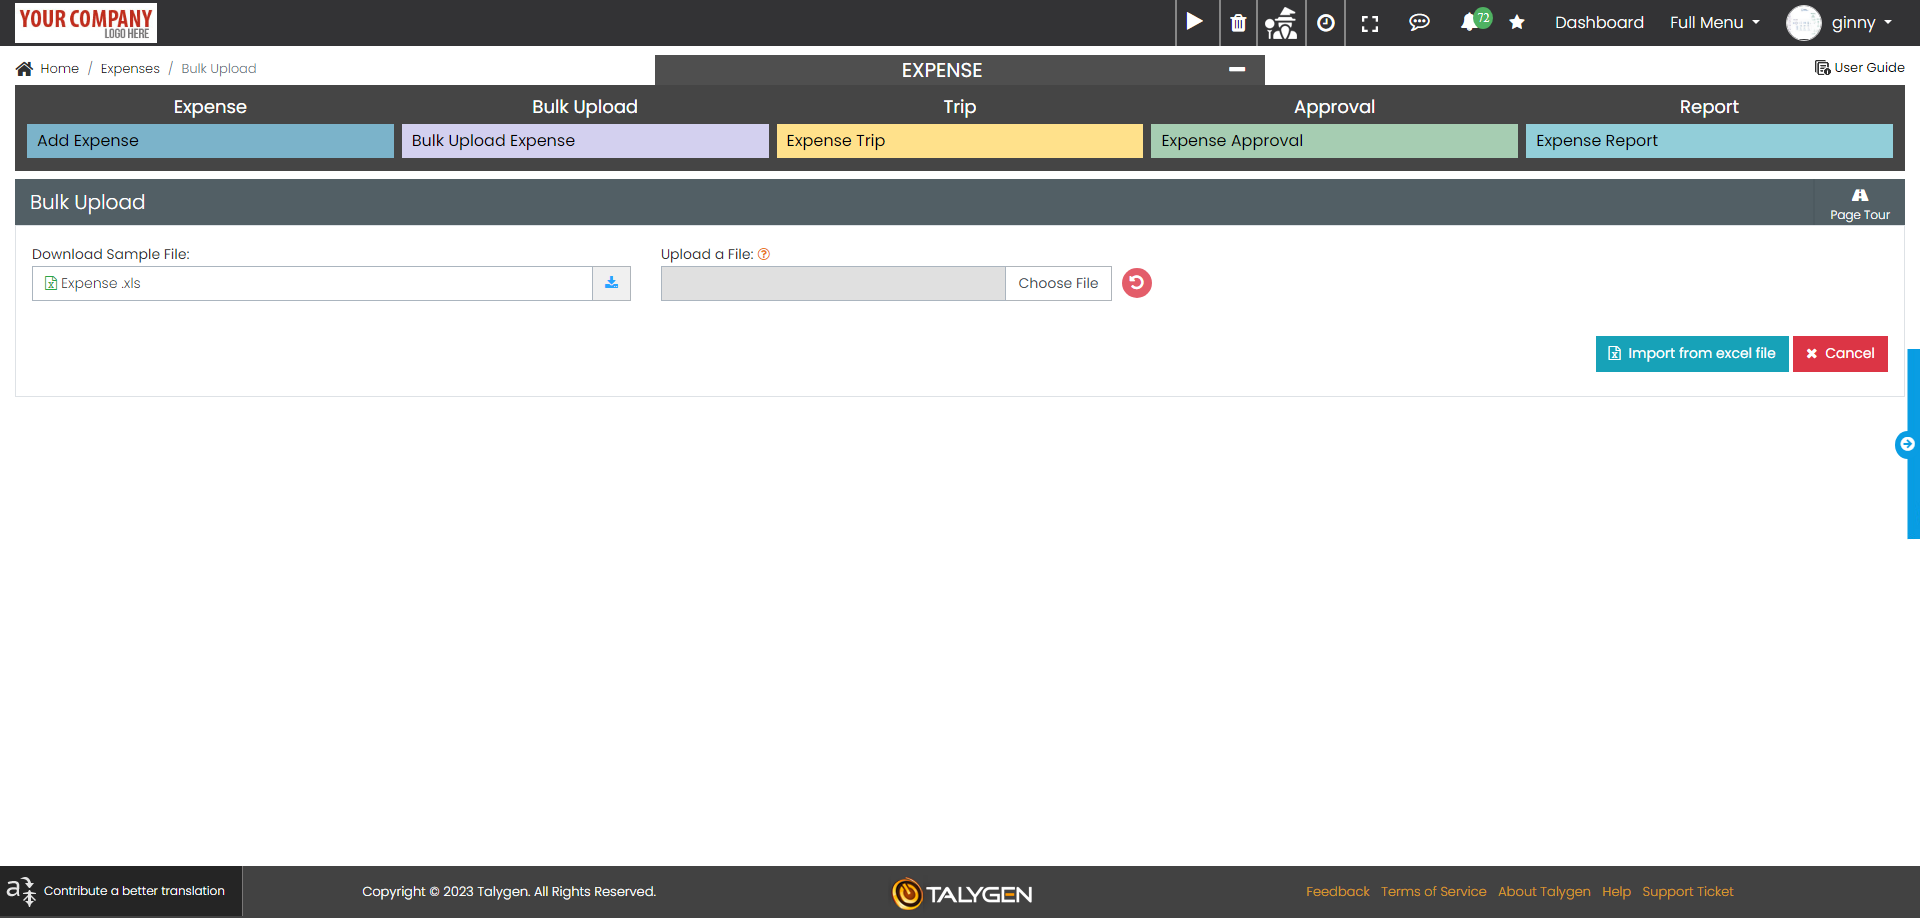 YOUR COMPANY
LOGO HERE
72
Dashboard
Full Menu
ginny
Home / Expenses / Bulk Upload
EXPENSE
User Guide
Expense
Bulk Upload
Trip
Approval
Report
Add Expense
Bulk Upload Expense
Expense Trip
Expense Approval
Expense Report
Bulk Upload
Page Tour
Download Sample File:
Upload a File:
Expense .xls
Choose File
Import from excel file
Cancel
Contribute a better translation
Copyright © 2023 Talygen. All Rights Reserved.
TALYGEN
Feedback Terms of Service About Talygen Help Support Ticket